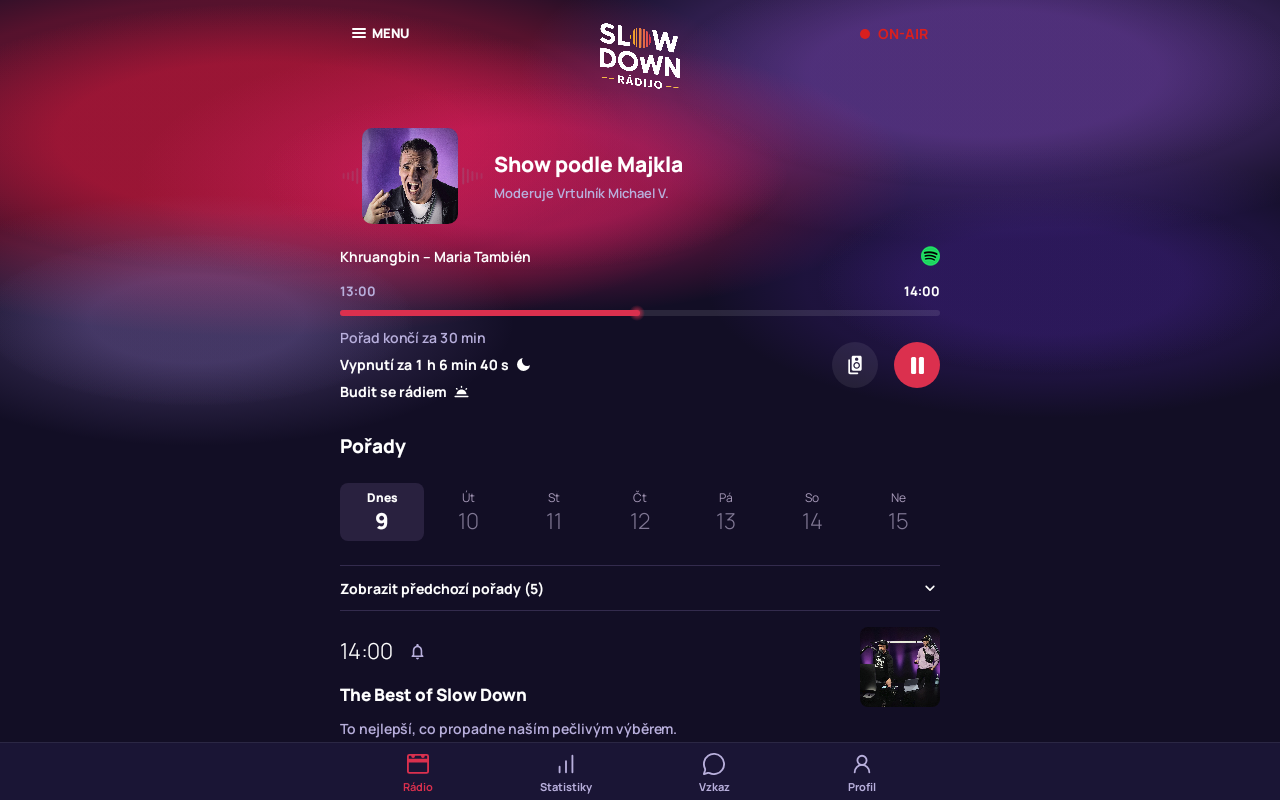 MENU
SLOW
DOWN
RÁDIJO
ON-AIR
Show podle Majkla
Moderuje Vrtulník Michael V.
Khruangbin – Maria También
13:00
14:00
Pořad končí za 30 min
Vypnutí za 1 h 6 min 40 s
Budit se rádiem
Pořady
Dnes
9
Út
10
St
11
Čt
12
Pá
13
So
14
Ne
15
Zobrazit předchozí pořady (5)
14:00
The Best of Slow Down
To nejlepší, co propadne naším pečlivým výběrem.
Rádio
Statistiky
Vzkaz
Profil